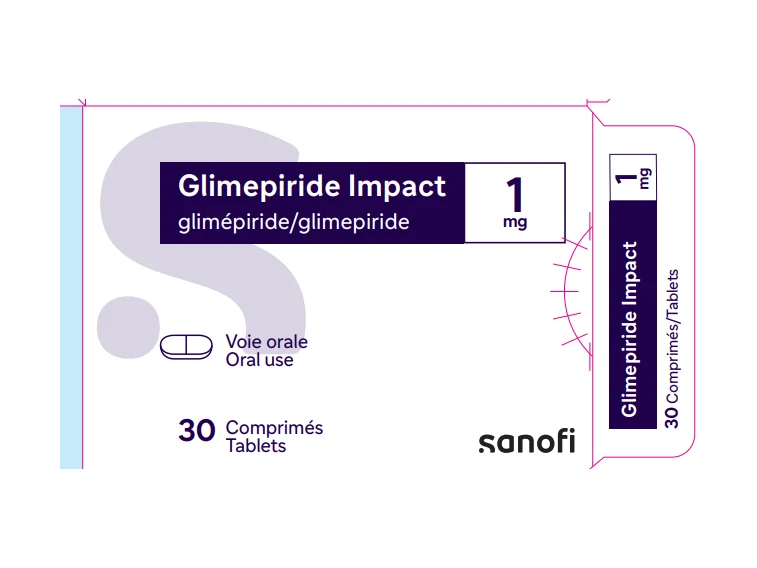 Glimepiride Impact
glimépiride/glimepiride
1
mg
Voie orale
Oral use
30 Comprimés
Tablets
sanofi
1
mg
Glimepiride Impact
30 Comprimés/Tablets